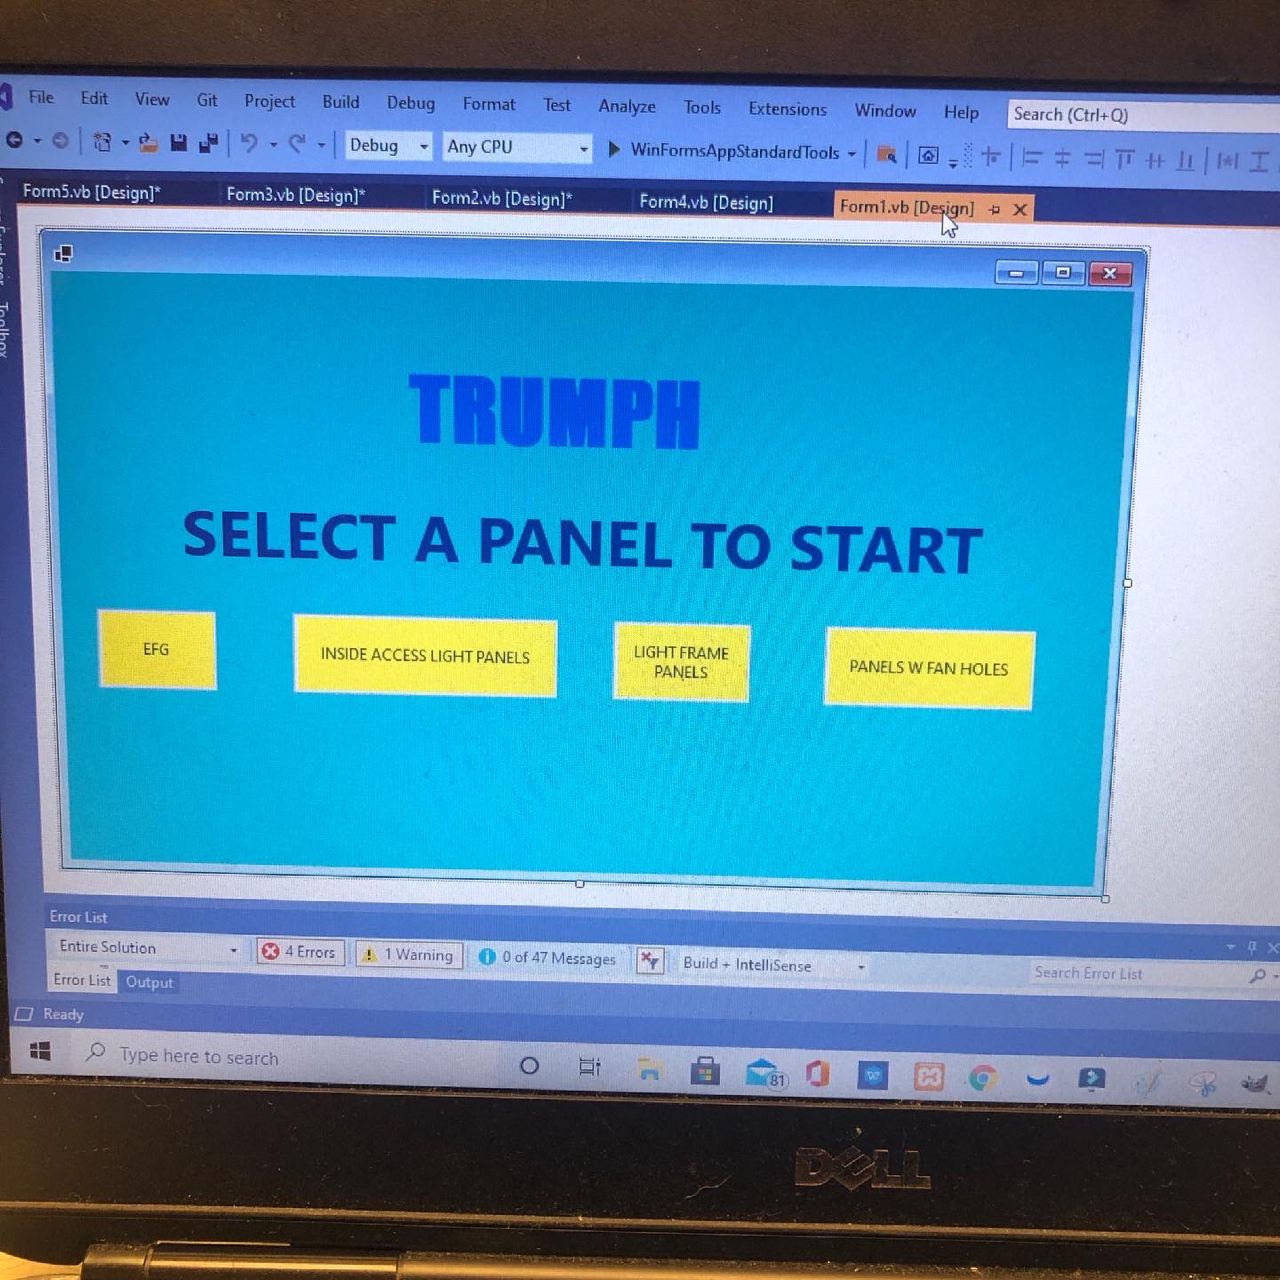 File Edit View Git Project Build Debug Format Test Analyze Tools Extensions Window Help Search (Ctrl+Q)
Debug Any CPU WinFormsAppStandardTools
Form5.vb [Design]* Form3.vb [Design]* Form2.vb [Design]* Form4.vb [Design] Form1.vb [Design]
Toolbox
TRUMPH
SELECT A PANEL TO START
EFG
INSIDE ACCESS LIGHT PANELS
LIGHT FRAME
PANELS
PANELS W FAN HOLES
Error List
Entire Solution 4 Errors 1 Warning 0 of 47 Messages Build + IntelliSense Search Error List
Error List Output
Ready
Type here to search
81
DELL